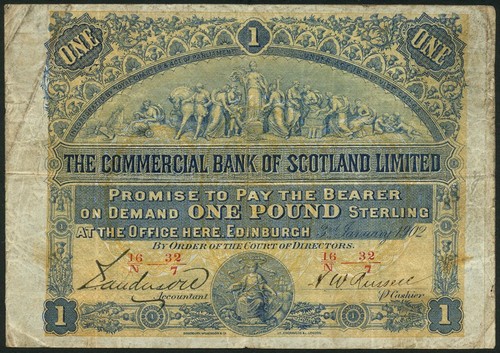 ONE 1 ONE
THE COMMERCIAL BANK OF SCOTLAND LIMITED
PROMISE TO PAY THE BEARER
ON DEMAND ONE POUND STERLING
AT THE OFFICE HERE, EDINBURGH 3rd January 1902
BY ORDER OF THE COURT OF DIRECTORS.
16 32 16 32
N 7 N 7
Accountant
p Cashier
1 1